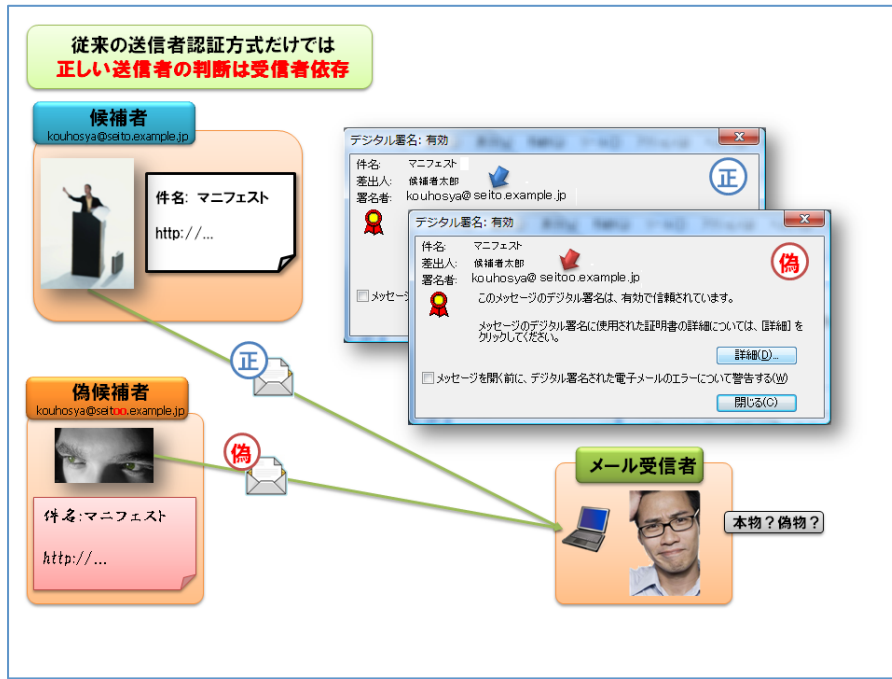 従来の送信者認証方式だけでは
正しい送信者の判断は受信者依存
候補者
kouhosya@seito.example.jp
件名: マニフェスト
http://...
デジタル署名: 有効
件名: マニフェスト
差出人: 候補者太郎
署名者: kouhosya@ seito.example.jp
正
メッセージ
デジタル署名: 有効
件名: マニフェスト
差出人: 候補者太郎
署名者: kouhosya@ seitoo.example.jp
偽
このメッセージのデジタル署名は、有効で信頼されています。
メッセージのデジタル署名に使用された証明書の詳細については、[詳細] を
クリックしてください。
詳細(D)...
メッセージを開く前に、デジタル署名された電子メールのエラーについて警告する(W)
閉じる(C)
正
偽候補者
kouhosya@seitoo.example.jp
偽
件名:マニフェスト
http://...
メール受信者
本物？偽物？